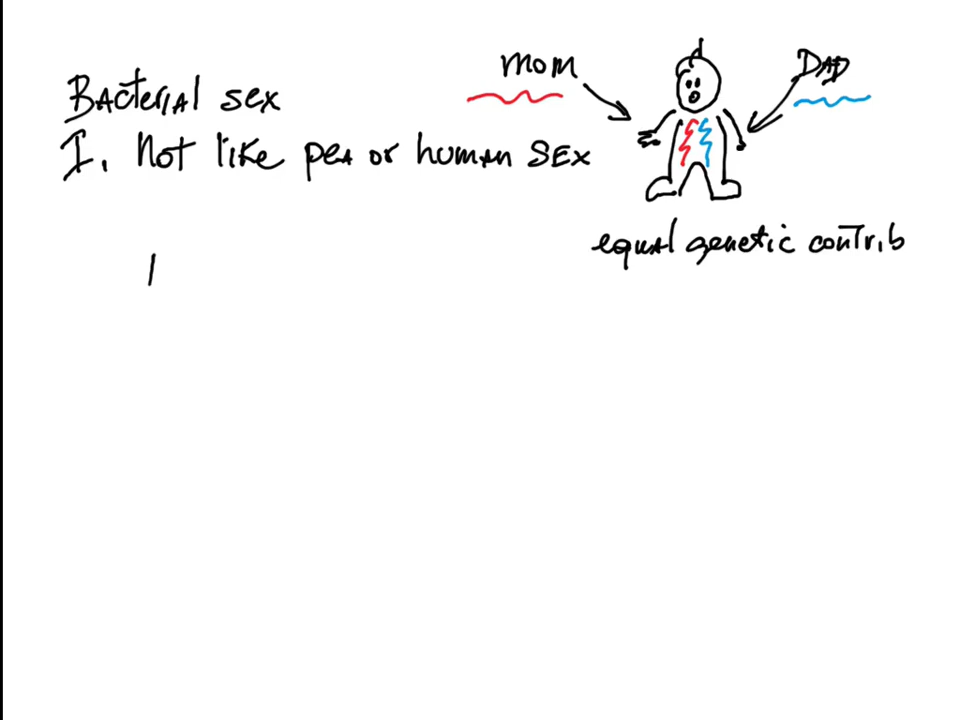 Bacterial sex
I. Not like pea or human sex
Mom
DAD
equal genetic contrib